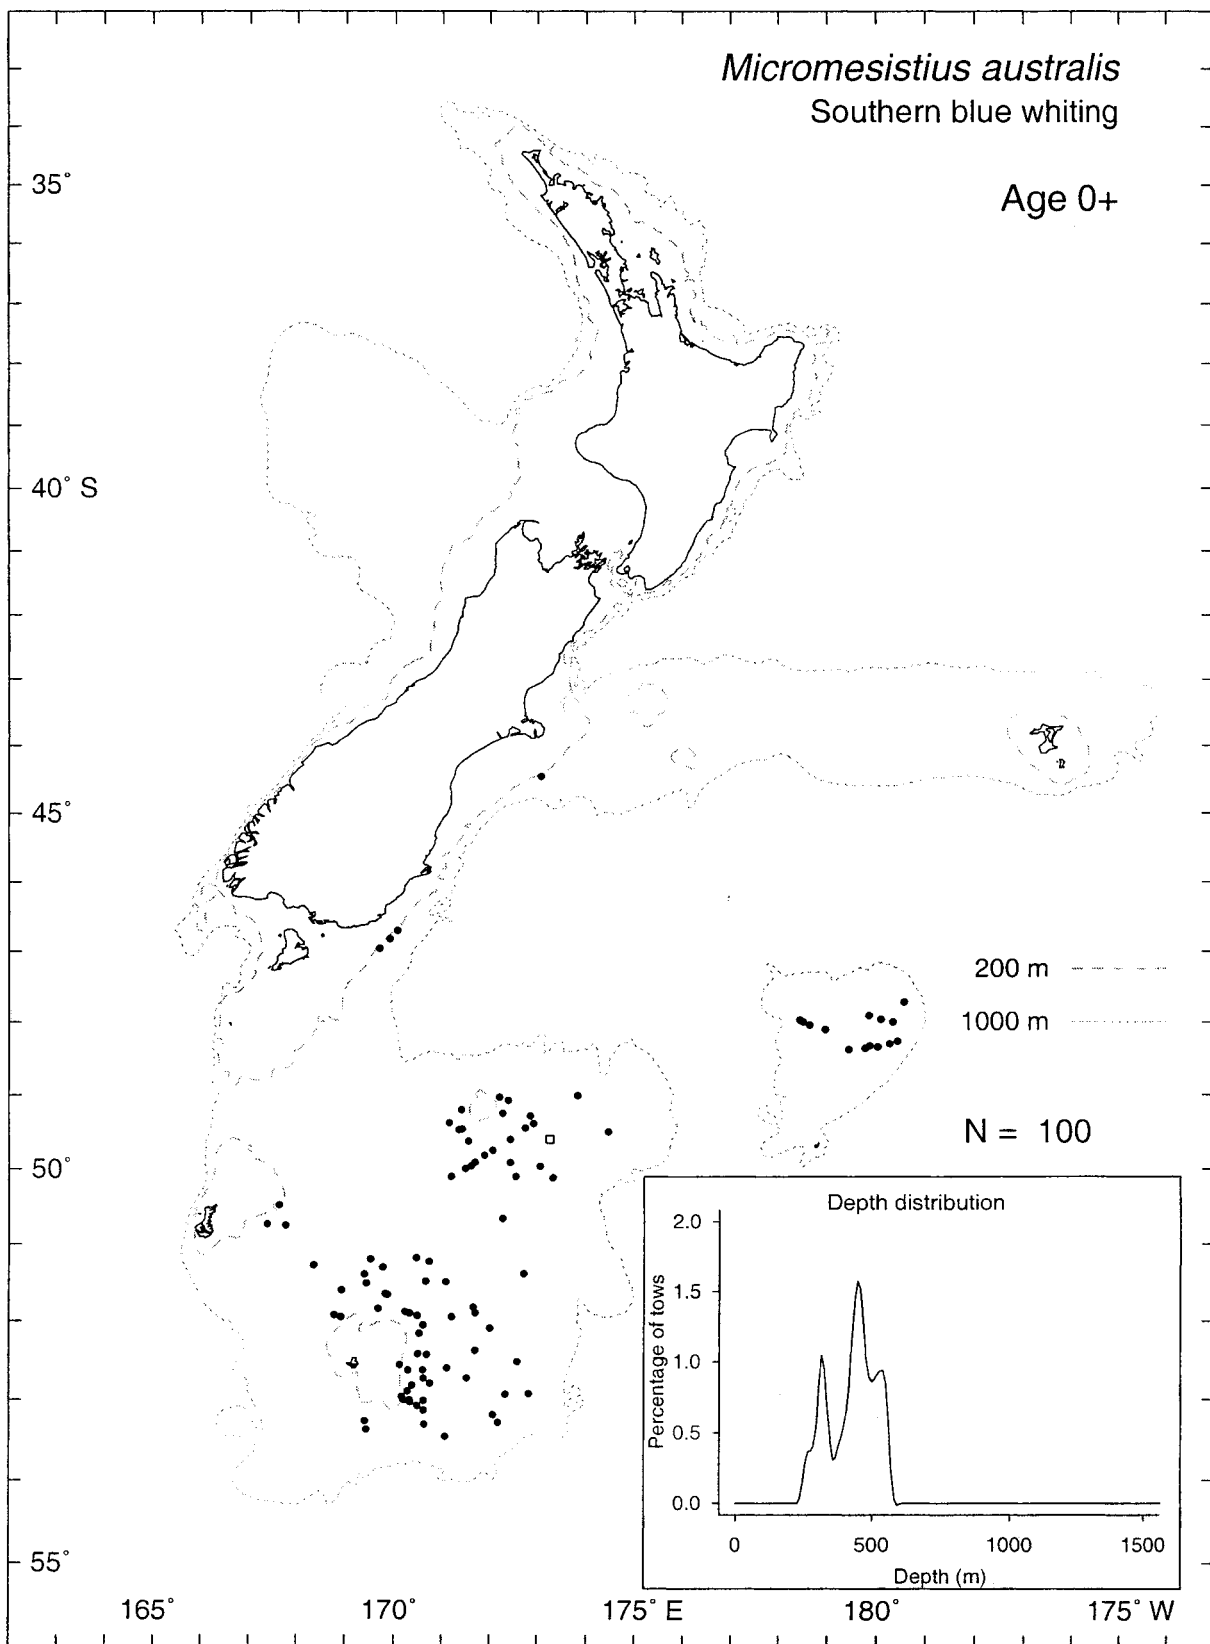 Micromesistius australis
Southern blue whiting
Age 0+
35°
40° S
45°
200 m
1000 m
N = 100
50°
Depth distribution
2.0
1.5
1.0
0.5
0.0
Percentage of tows
0
500
1000
1500
Depth (m)
55°
165°
170°
175° E
180°
175° W